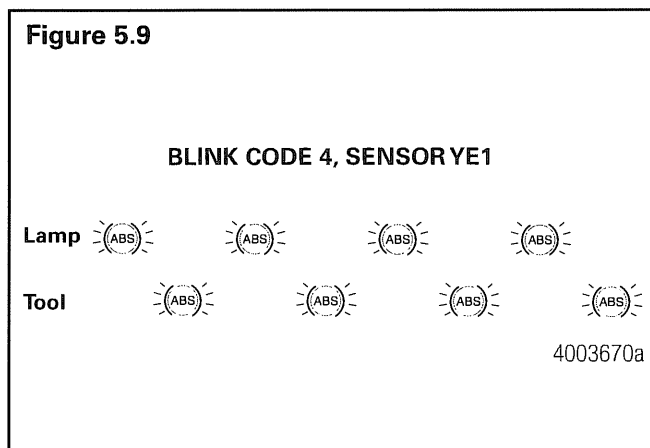 Figure 5.9
BLINK CODE 4, SENSOR YE1
Lamp ABS ABS ABS ABS
Tool ABS ABS ABS ABS
4003670a